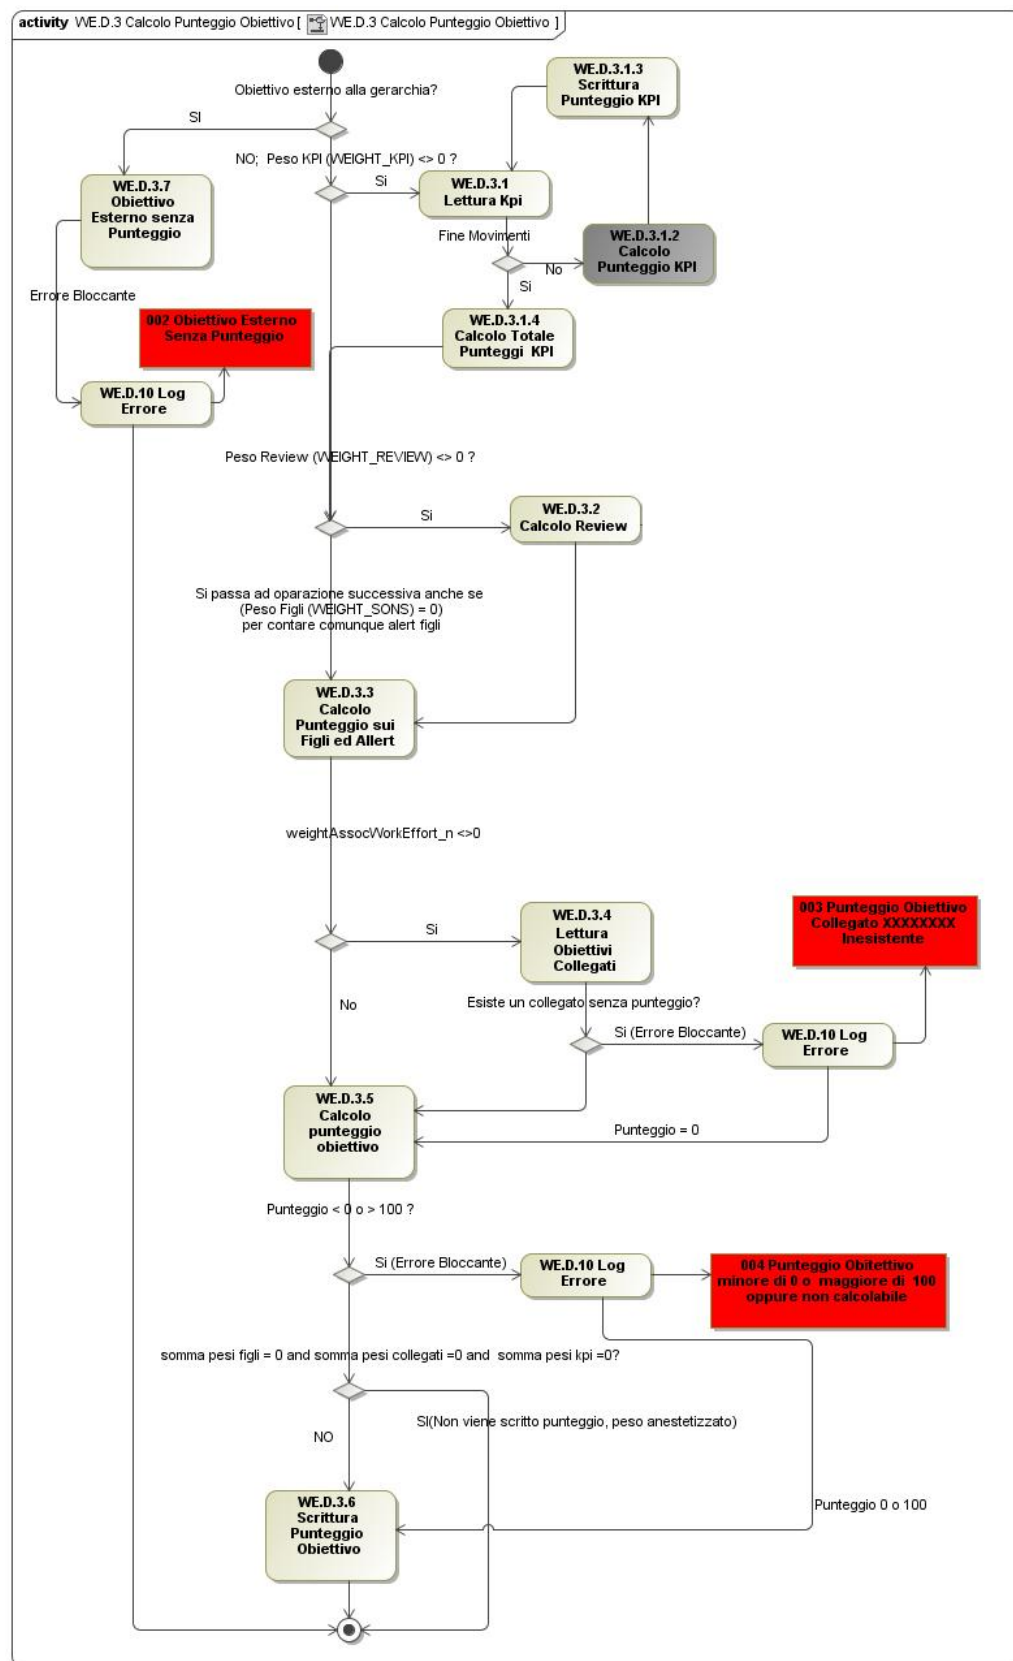 activity WE.D.3 Calcolo Punteggio Obiettivo [ WE.D.3 Calcolo Punteggio Obiettivo ]
Obiettivo esterno alla gerarchia?
SI
NO; Peso KPI (WEIGHT_KPI) <> 0 ?
Si
WE.D.3.1.3
Scrittura
Punteggio KPI
WE.D.3.7
Obiettivo
Esterno senza
Punteggio
WE.D.3.1
Lettura Kpi
Fine Movimenti
No
Si
WE.D.3.1.2
Calcolo
Punteggio KPI
Errore Bloccante
002 Obiettivo Esterno
Senza Punteggio
WE.D.3.1.4
Calcolo Totale
Punteggi KPI
WE.D.10 Log
Errore
Peso Review (WEIGHT_REVIEW) <> 0 ?
Si
WE.D.3.2
Calcolo Review
Si passa ad oparazione successiva anche se
(Peso Figli (WEIGHT_SONS) = 0)
per contare comunque alert figli
WE.D.3.3
Calcolo
Punteggio sui
Figli ed Allert
weightAssocWorkEffort_n <>0
Si
No
WE.D.3.4
Lettura
Obiettivi
Collegati
003 Punteggio Obiettivo
Collegato XXXXXXXX
Inesistente
Esiste un collegato senza punteggio?
Si (Errore Bloccante)
WE.D.10 Log
Errore
WE.D.3.5
Calcolo
punteggio
obiettivo
Punteggio = 0
Punteggio < 0 o > 100 ?
Si (Errore Bloccante)
WE.D.10 Log
Errore
004 Punteggio Obitettivo
minore di 0 o maggiore di 100
oppure non calcolabile
somma pesi figli = 0 and somma pesi collegati =0 and somma pesi kpi =0?
SI(Non viene scritto punteggio, peso anestetizzato)
NO
WE.D.3.6
Scrittura
Punteggio
Obiettivo
Punteggio 0 o 100